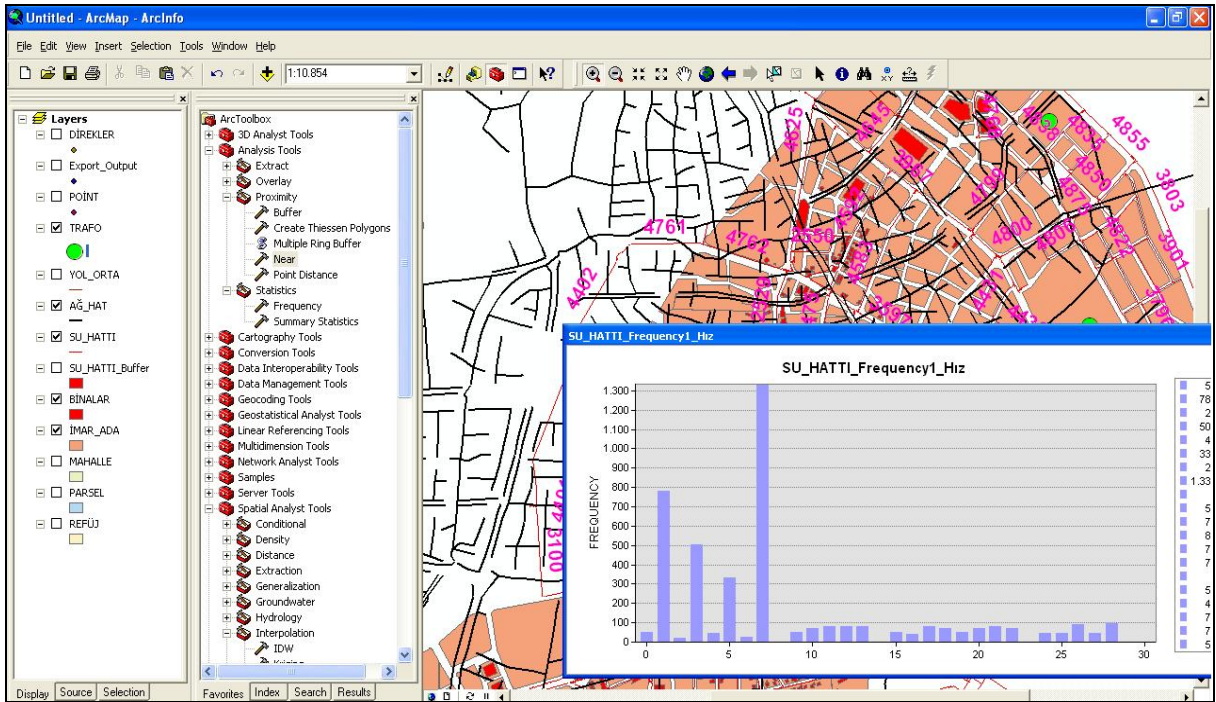 Untitled - ArcMap - ArcInfo
File Edit View Insert Selection Tools Window Help
1:10.854
Layers
DİREKLER
Export_Output
POİNT
TRAFO
YOL_ORTA
AĞ_HAT
SU_HATTI
SU_HATTI_Buffer
BİNALAR
İMAR_ADA
MAHALLE
PARSEL
REFÜJ
Display Source Selection
ArcToolbox
3D Analyst Tools
Analysis Tools
Extract
Overlay
Proximity
Buffer
Create Thiessen Polygons
Multiple Ring Buffer
Near
Point Distance
Statistics
Frequency
Summary Statistics
Cartography Tools
Conversion Tools
Data Interoperability Tools
Data Management Tools
Geocoding Tools
Geostatistical Analyst Tools
Linear Referencing Tools
Multidimension Tools
Network Analyst Tools
Samples
Server Tools
Spatial Analyst Tools
Conditional
Density
Distance
Extraction
Generalization
Groundwater
Hydrology
Interpolation
IDW
Favorites Index Search Results
4625
4645
4835
4855
3803
4850
3901
4761
4762
4550
4800
4822
4402
SU_HATTI_Frequency1_Hız
SU_HATTI_Frequency1_Hız
FREQUENCY
1.300
1.200
1.100
1.000
900
800
700
600
500
400
300
200
100
0
0 5 10 15 20 25 30
5
78
2
50
4
33
2
1.33
5
7
8
7
7
5
4
7
7
5